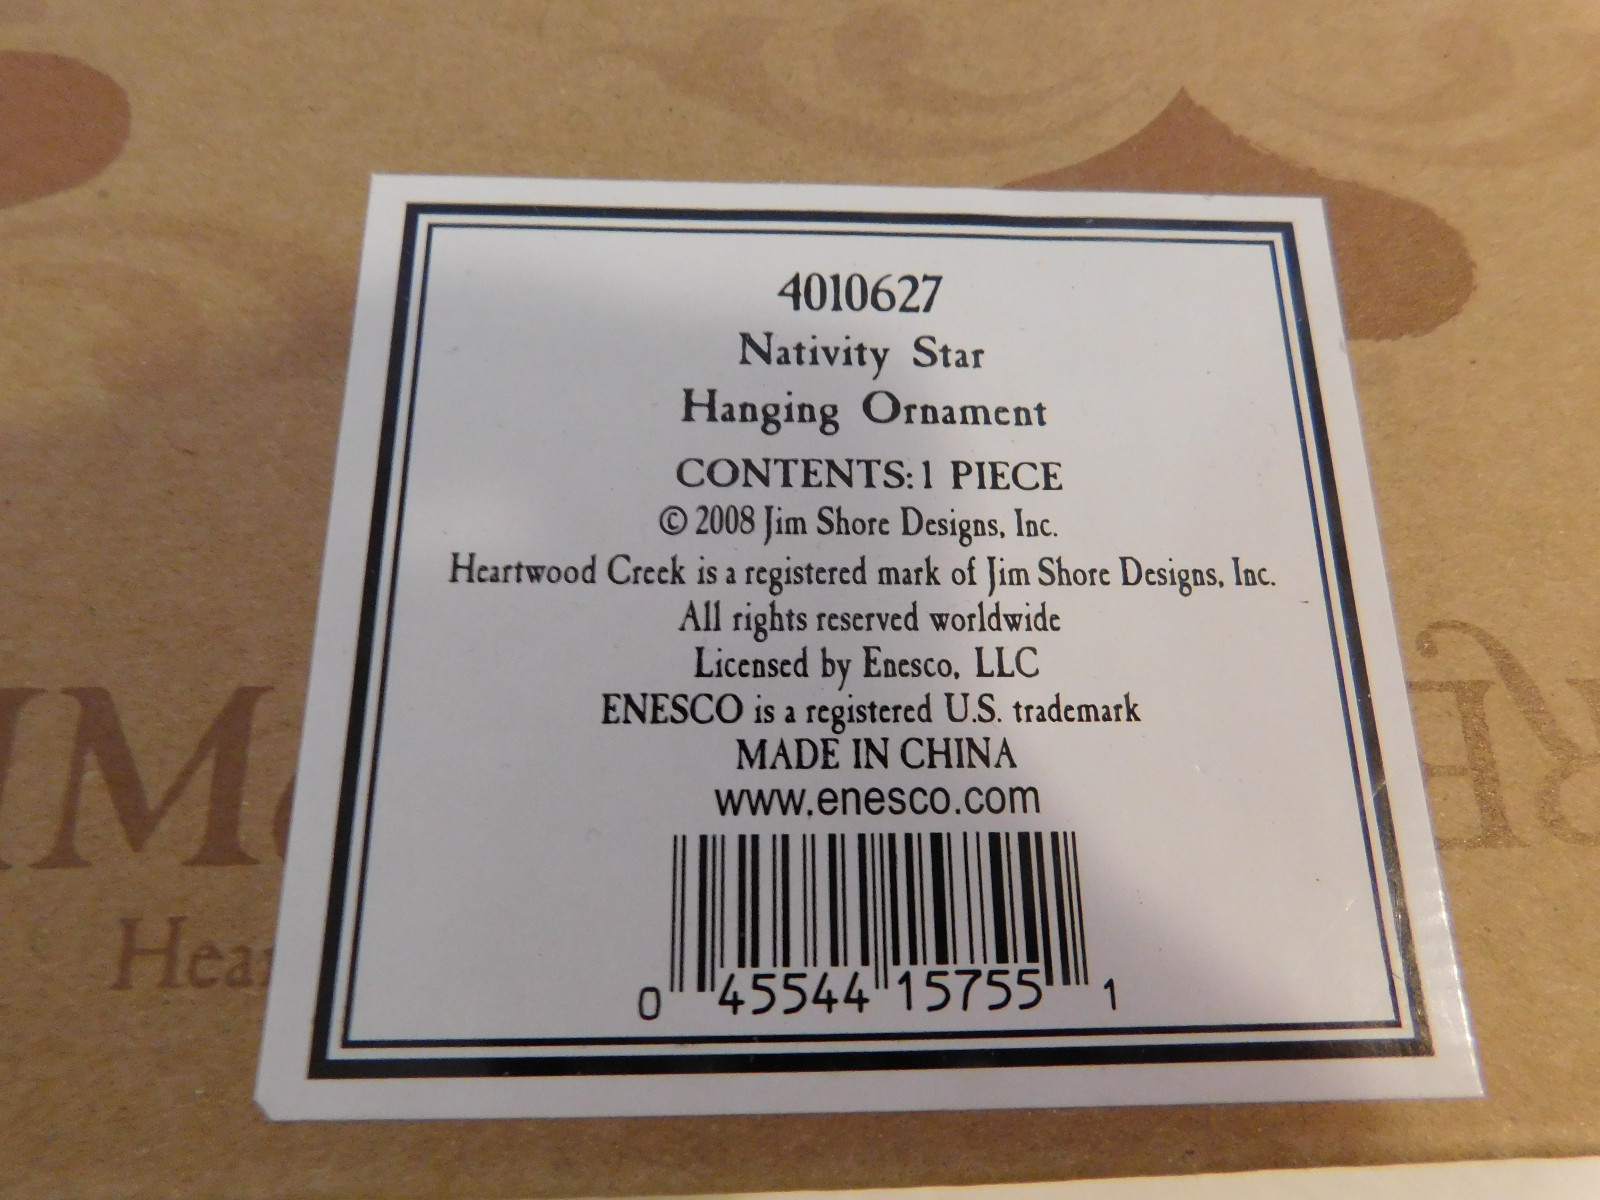 4010627
Nativity Star
Hanging Ornament
CONTENTS: 1 PIECE
© 2008 Jim Shore Designs, Inc.
Heartwood Creek is a registered mark of Jim Shore Designs, Inc.
All rights reserved worldwide
Licensed by Enesco, LLC
ENESCO is a registered U.S. trademark
MADE IN CHINA
www.enesco.com
0 45544 15755 1